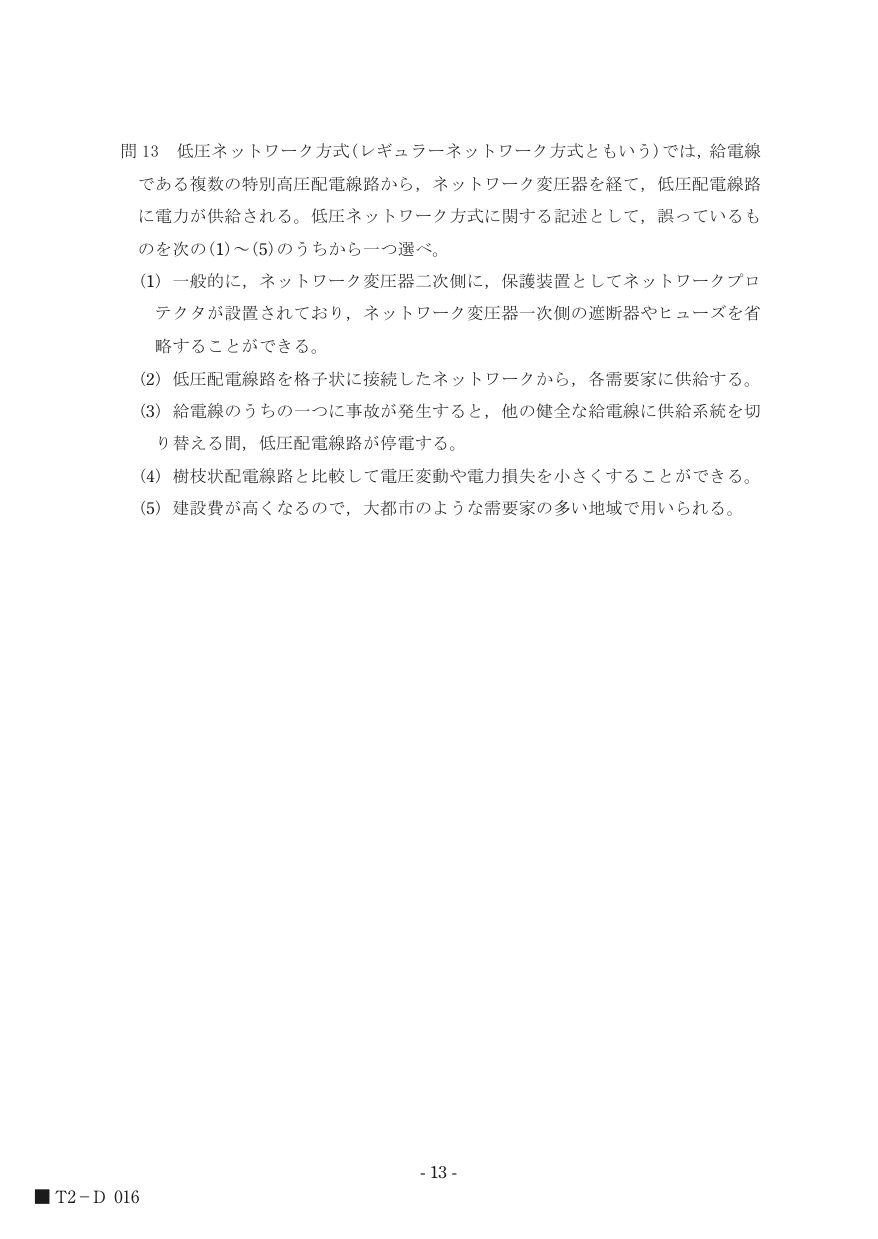 問 13 低圧ネットワーク方式(レギュラーネットワーク方式ともいう)では，給電線
である複数の特別高圧配電線路から，ネットワーク変圧器を経て，低圧配電線路
に電力が供給される。低圧ネットワーク方式に関する記述として，誤っているも
のを次の(1)～(5)のうちから一つ選べ。
(1) 一般的に，ネットワーク変圧器二次側に，保護装置としてネットワークプロ
テクタが設置されており，ネットワーク変圧器一次側の遮断器やヒューズを省
略することができる。
(2) 低圧配電線路を格子状に接続したネットワークから，各需要家に供給する。
(3) 給電線のうちの一つに事故が発生すると，他の健全な給電線に供給系統を切
り替える間，低圧配電線路が停電する。
(4) 樹枝状配電線路と比較して電圧変動や電力損失を小さくすることができる。
(5) 建設費が高くなるので，大都市のような需要家の多い地域で用いられる。
- 13 -
■ T2－D 016